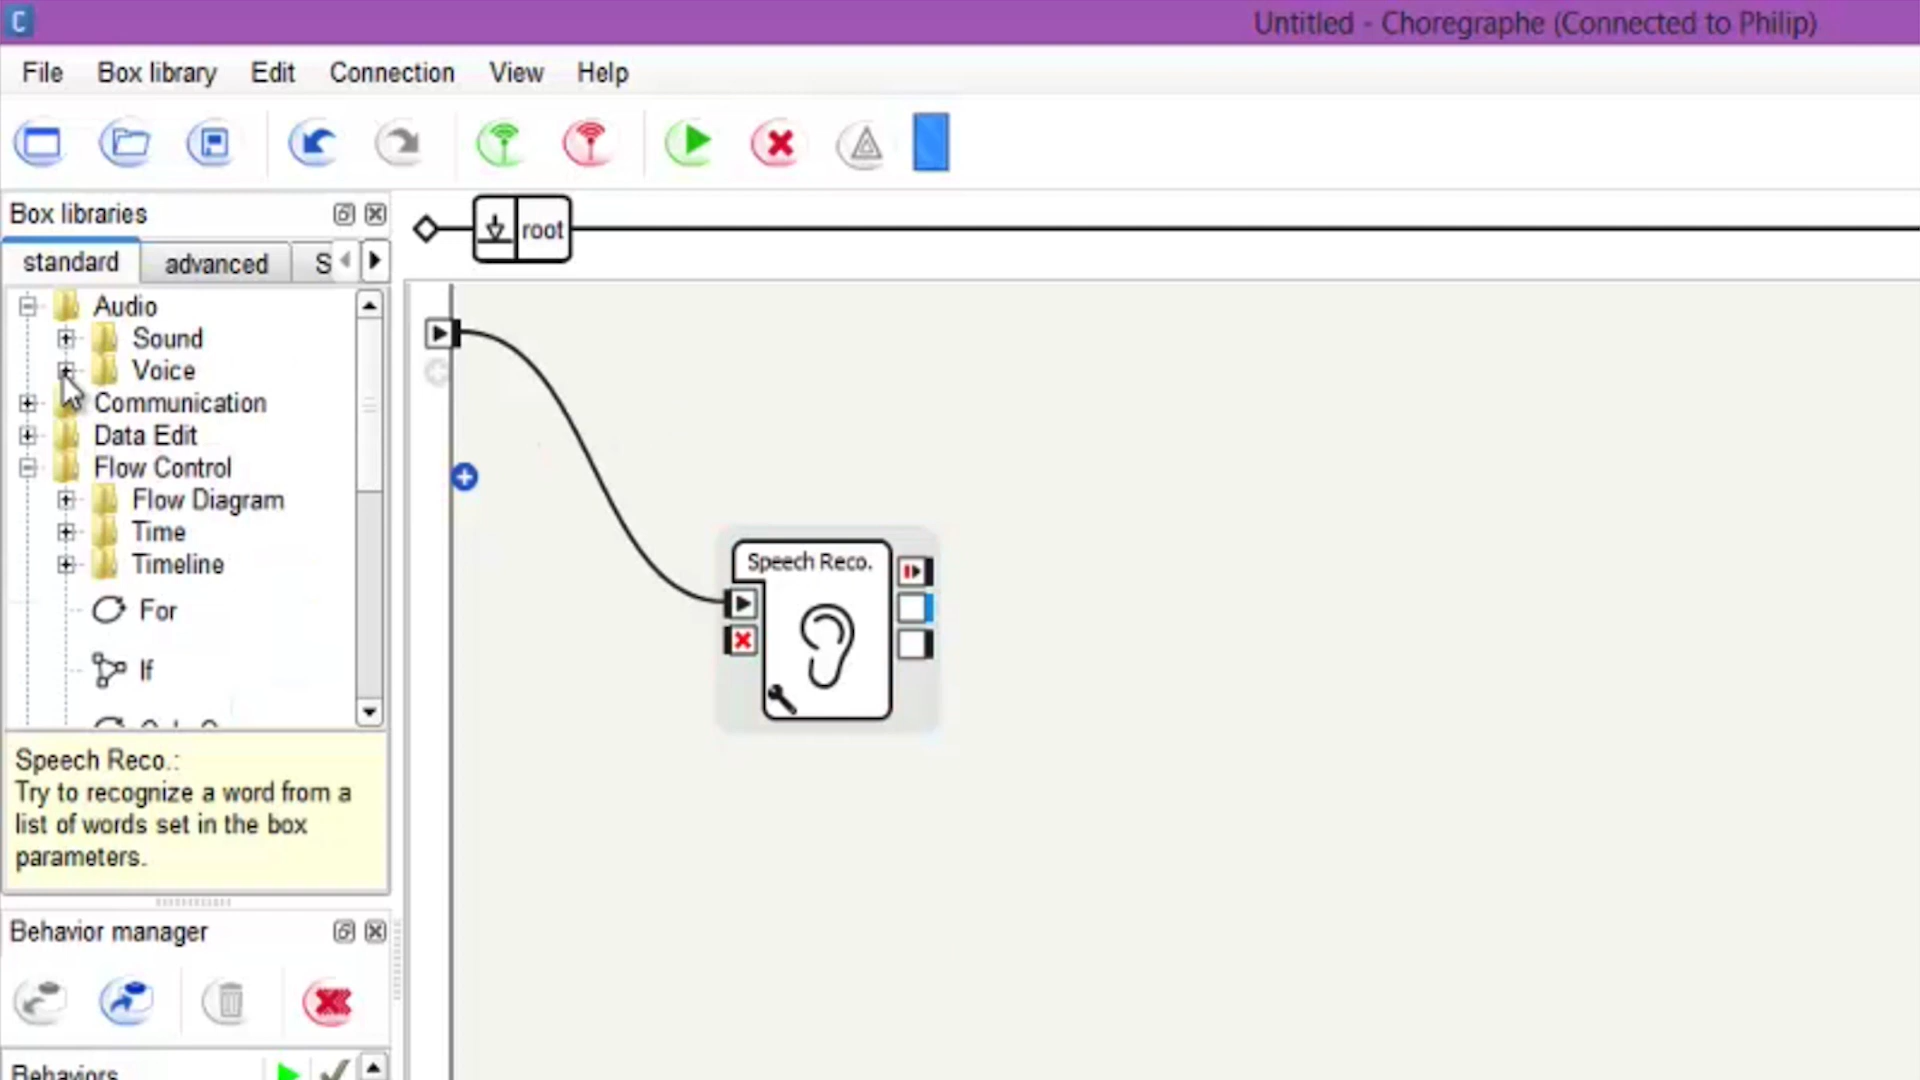 C
Untitled - Choregraphe (Connected to Philip)
File Box library Edit Connection View Help
Box libraries
root
standard advanced S
Audio
Sound
Voice
Communication
Data Edit
Flow Control
Flow Diagram
Time
Timeline
For
If
Speech Reco.
Speech Reco.:
Try to recognize a word from a
list of words set in the box
parameters.
Behavior manager
Behaviors